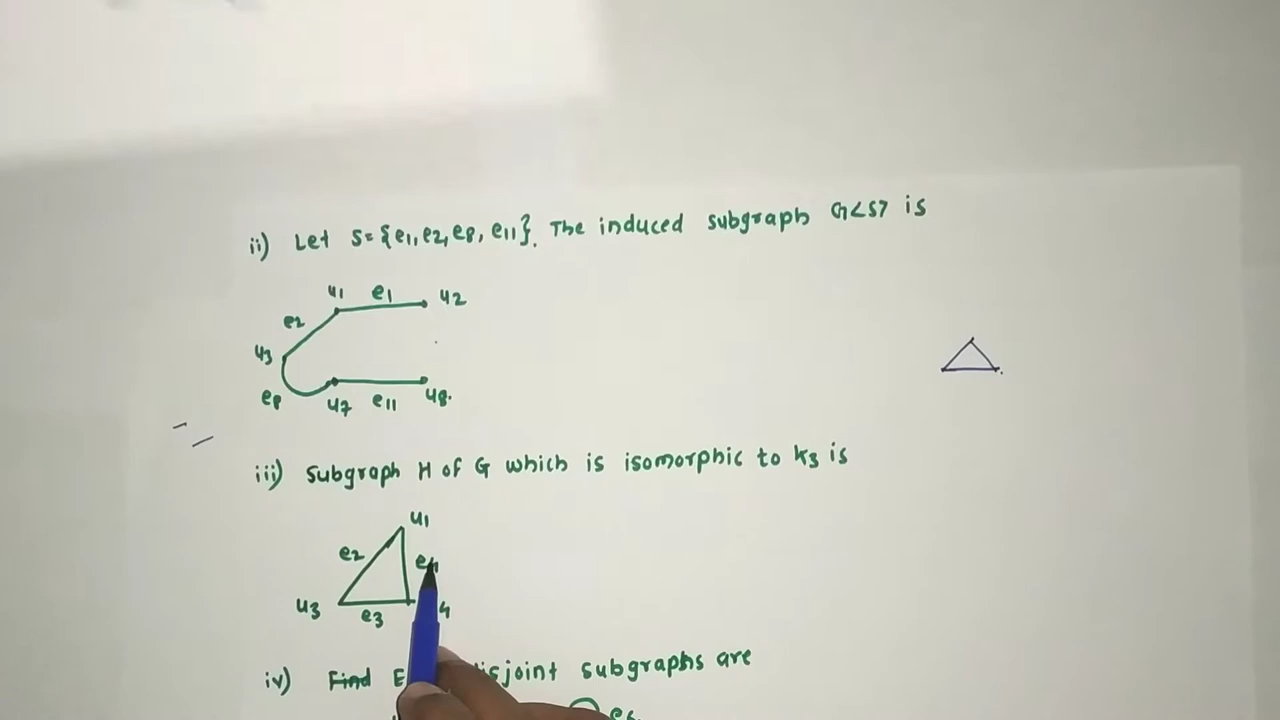 ii) Let S={e1,e2,e8,e11}. The induced subgraph G<S> is
u1 e1 u2
e2
u3
e8 u7 e11 u8.
iii) Subgraph H of G which is isomorphic to k3 is
u1
e2
u3 e3 4
iv) Find disjoint subgraphs are